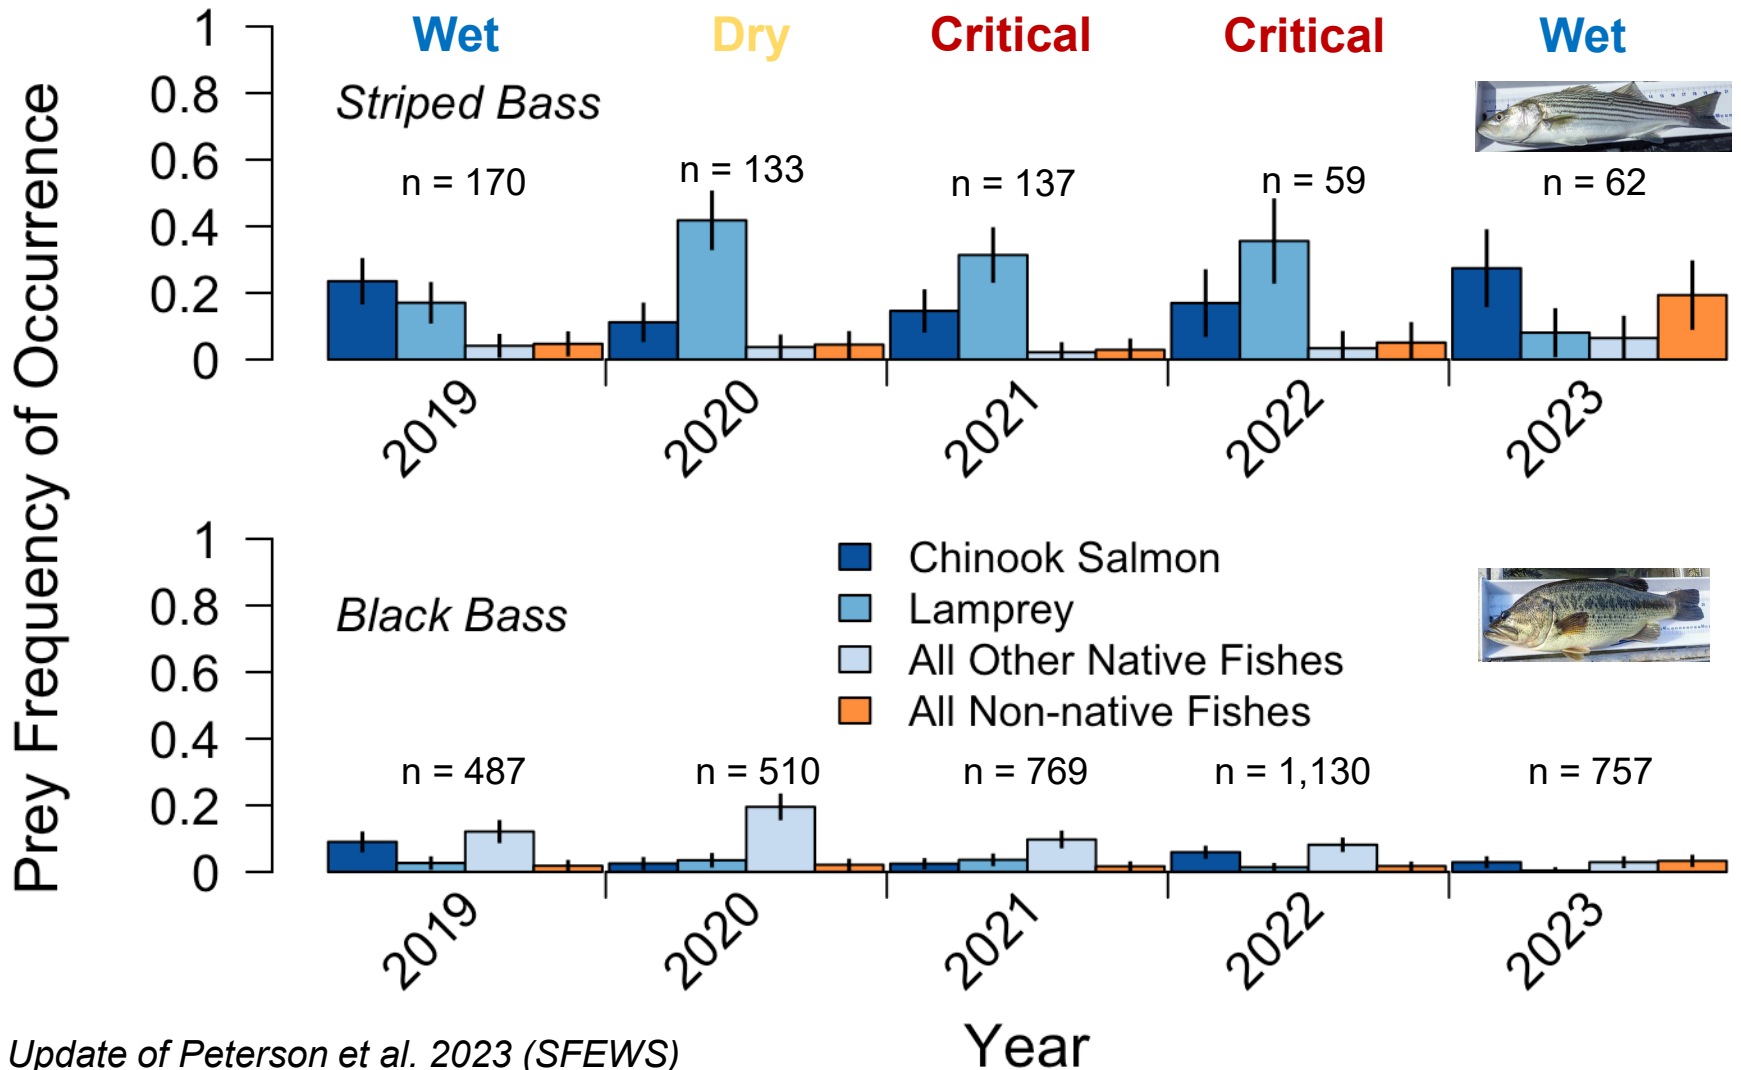 Wet Dry Critical Critical Wet
Prey Frequency of Occurrence
1
0.8
0.6
0.4
0.2
0
Striped Bass
n = 170
n = 133
n = 137
n = 59
n = 62
2019
2020
2021
2022
2023
1
0.8
0.6
0.4
0.2
0
Black Bass
Chinook Salmon
Lamprey
All Other Native Fishes
All Non-native Fishes
n = 487
n = 510
n = 769
n = 1,130
n = 757
2019
2020
2021
2022
2023
Year
Update of Peterson et al. 2023 (SFEWS)